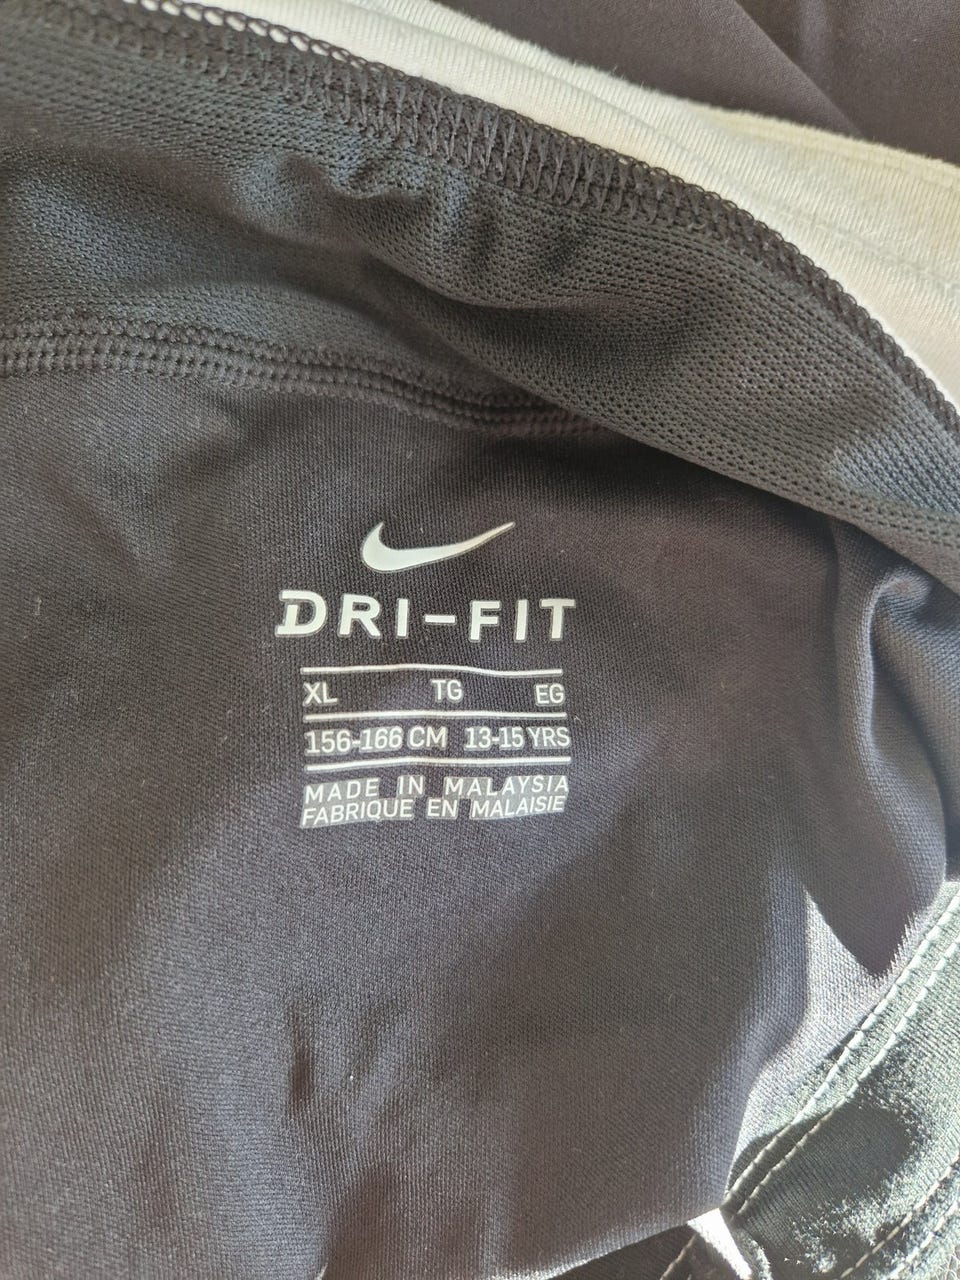 DRI-FIT
XL TG EG
156-166 CM 13-15 YRS
MADE IN MALAYSIA
FABRIQUE EN MALAISIE